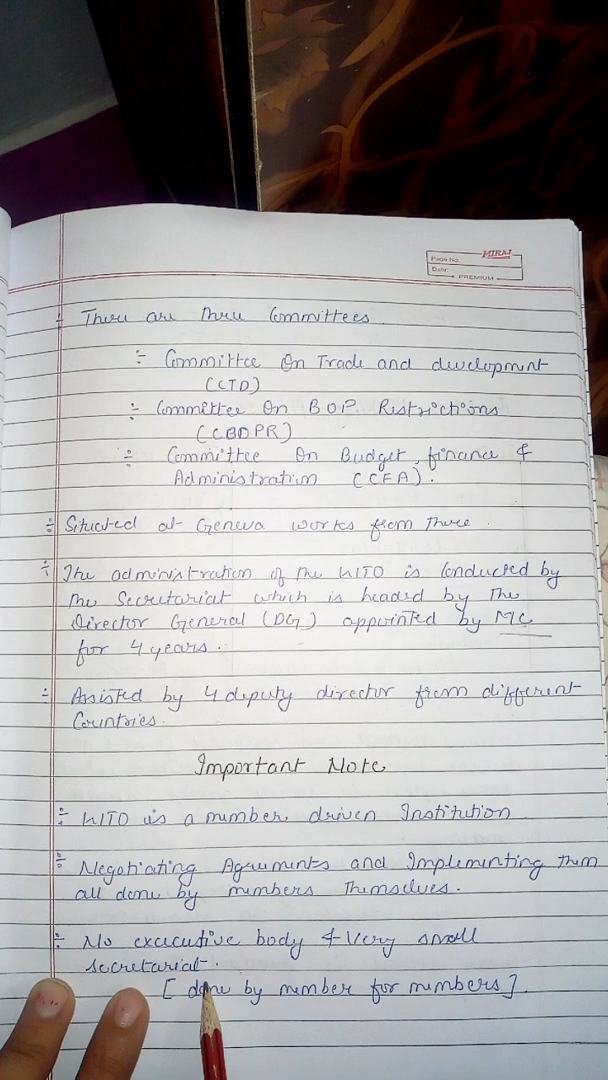 MIRAJ
Page No.
Date:
PREMIUM
÷ There are three Committees
÷ Committee On Trade and development
(CTD)
÷ Committee On B.O.P. Restrictions
(CBOPR)
÷ Committee On Budget, finance &
Administration (CFA).
÷ Situated at Geneva works from There.
÷ The administration of the WTO is Conducted by
the Secretariat which is headed by the
Director General (DG) appointed by MC
for 4 years.
÷ Assisted by 4 deputy director from different
Countries.
Important Note
÷ WTO is a member driven Institution
÷ Negotiating Agreements and Implementing them
all done by members Themselves.
÷ No executive body & Very small
secretariat.
[ done by member for members ].